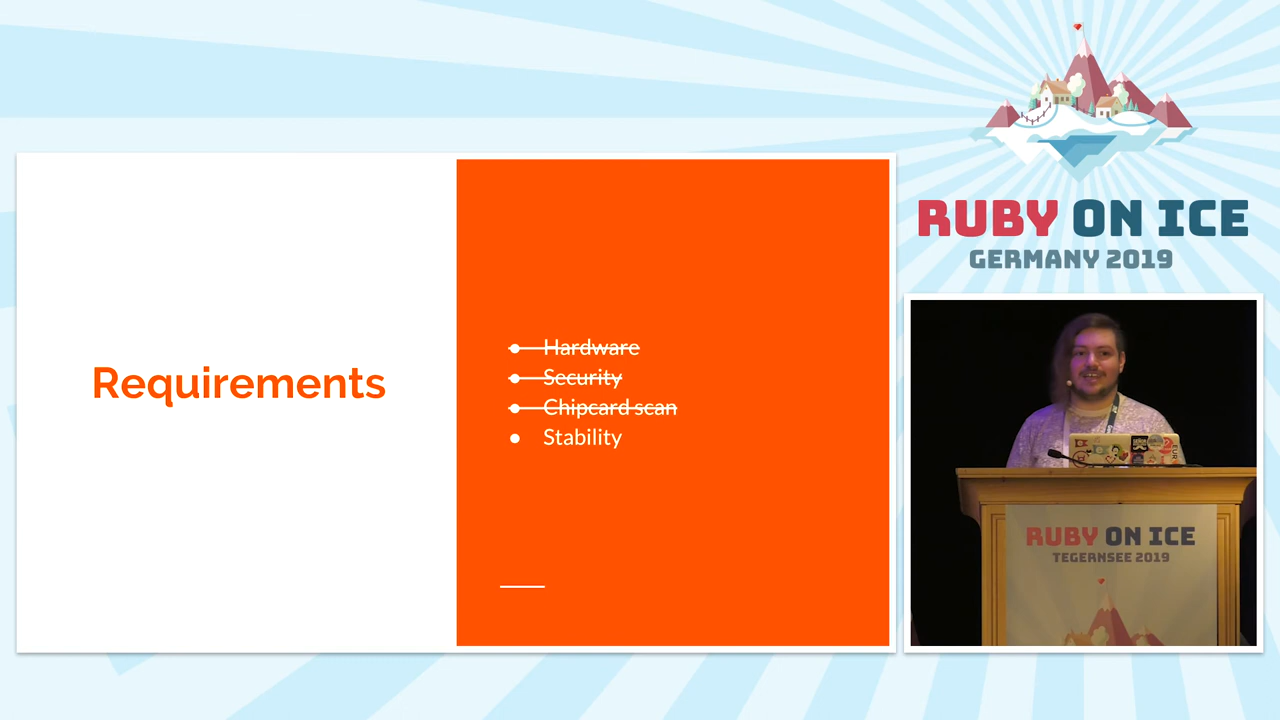 RUBY ON ICE
GERMANY 2019
Requirements
Hardware
Security
Chipcard scan
Stability
RUBY ON ICE
TEGERNSEE 2019